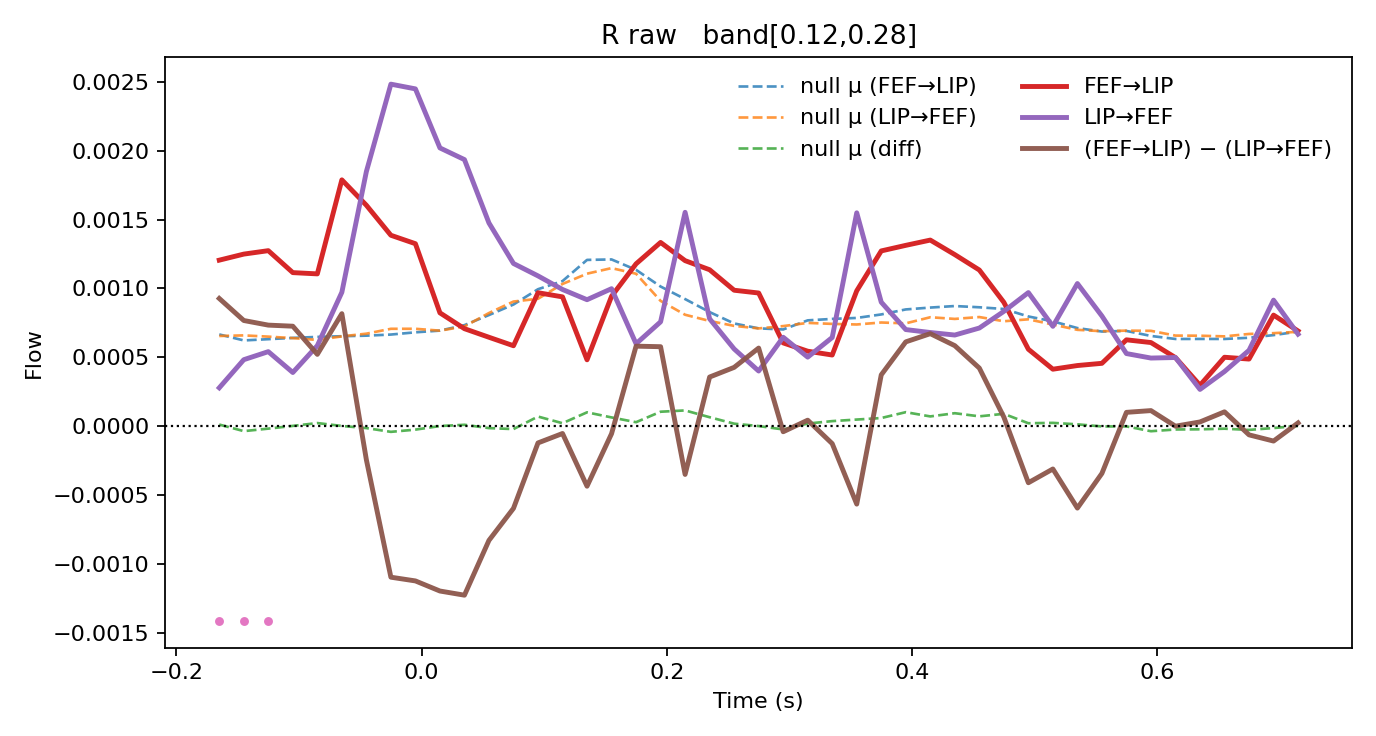 R raw   band[0.12,0.28]
null μ (FEF→LIP)
null μ (LIP→FEF)
null μ (diff)
FEF→LIP
LIP→FEF
(FEF→LIP) − (LIP→FEF)
Flow
0.0025
0.0020
0.0015
0.0010
0.0005
0.0000
−0.0005
−0.0010
−0.0015
−0.2 0.0 0.2 0.4 0.6
Time (s)